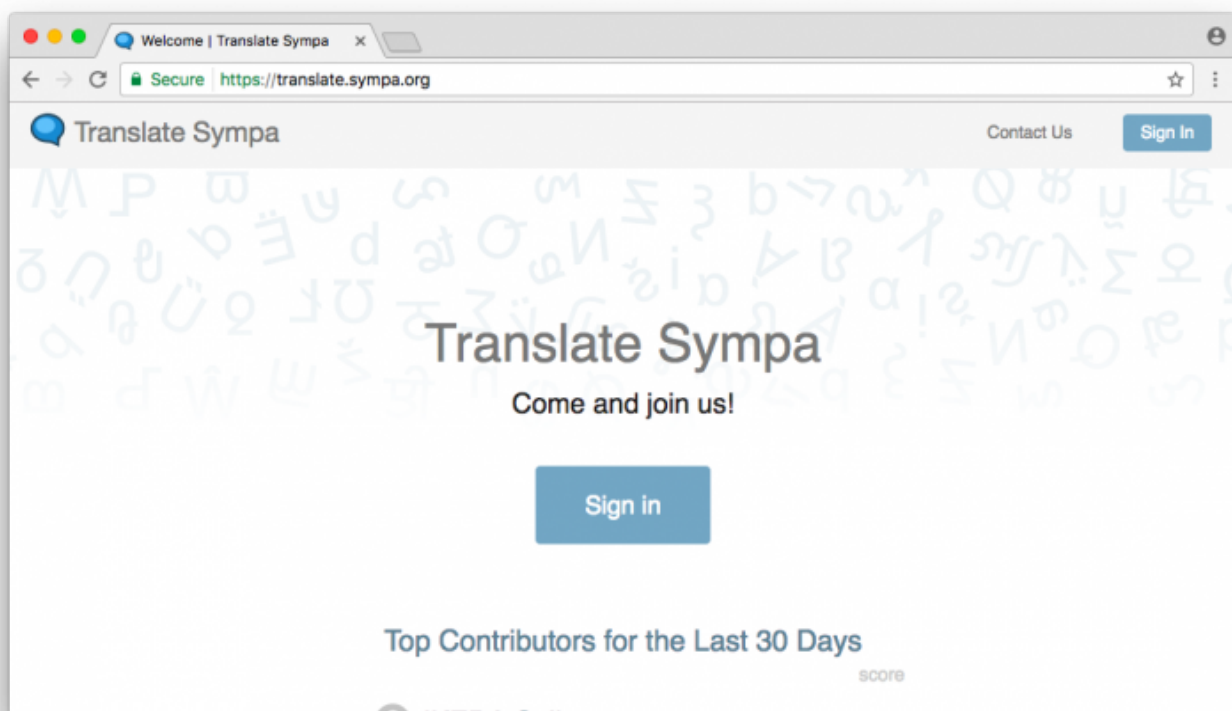 Welcome | Translate Sympa
Secure https://translate.sympa.org
Translate Sympa
Contact Us
Sign In
Translate Sympa
Come and join us!
Sign in
Top Contributors for the Last 30 Days
score